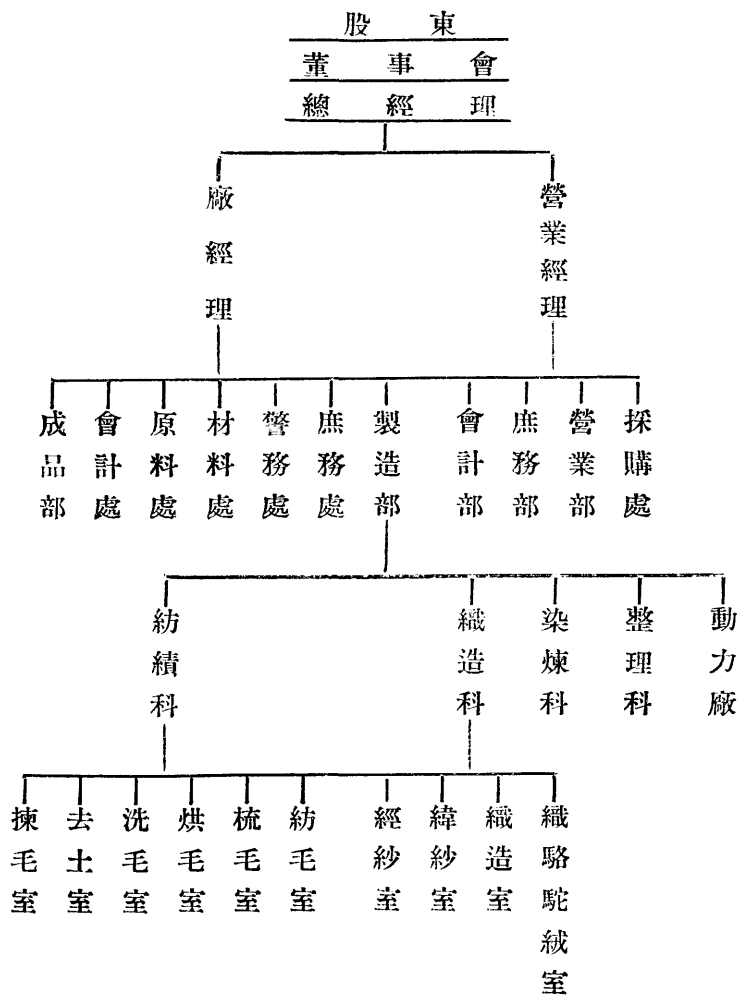 股東
董事會
總經理
廠經理
營業經理
成品部
會計處
原料處
材料處
警務處
庶務處
製造部
會計部
庶務部
營業部
採購處
紡績科
織造科
染煉科
整理科
動力廠
揀毛室
去土室
洗毛室
烘毛室
梳毛室
紡毛室
經紗室
緯紗室
織造室
織駱駝絨室